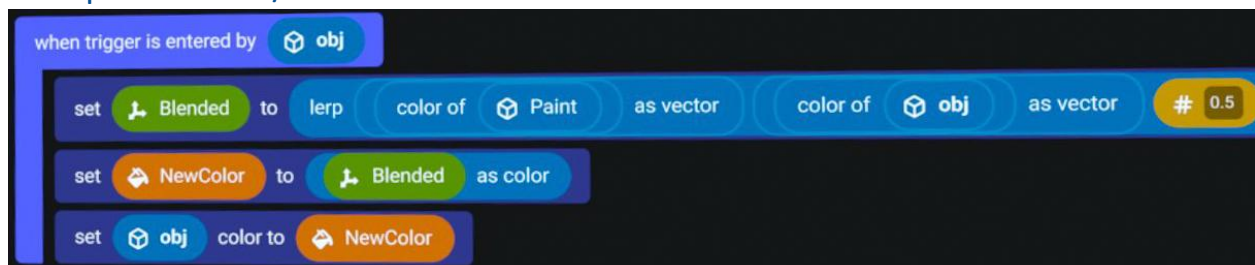 when trigger is entered by obj
set Blended to lerp color of Paint as vector color of obj as vector # 0.5
set NewColor to Blended as color
set obj color to NewColor